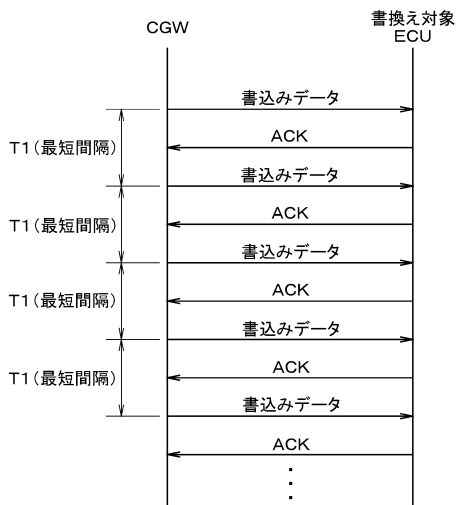 CGW
書換え対象
ECU
書込みデータ
ACK
T1(最短間隔)
書込みデータ
ACK
T1(最短間隔)
書込みデータ
ACK
T1(最短間隔)
書込みデータ
ACK
T1(最短間隔)
書込みデータ
ACK